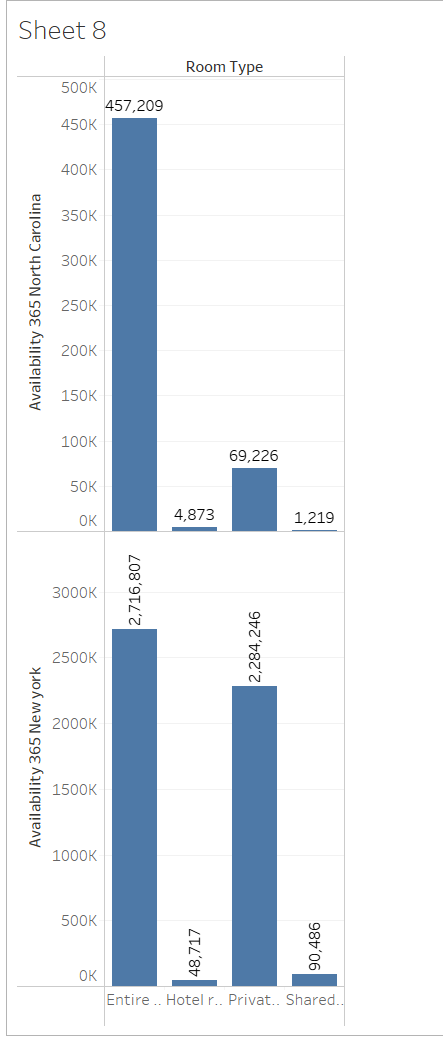 Sheet 8
Room Type
Availability 365 North Carolina
500K
450K
400K
350K
300K
250K
200K
150K
100K
50K
0K
457,209
4,873
69,226
1,219
Availability 365 New york
3000K
2500K
2000K
1500K
1000K
500K
0K
2,716,807
48,717
2,284,246
90,486
Entire .. Hotel r.. Privat.. Shared..